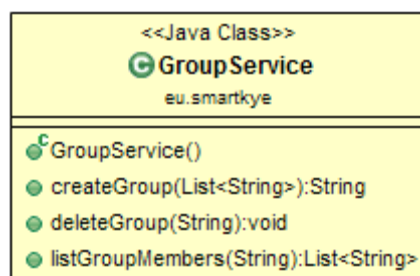 <<Java Class>>
GroupService
eu.smartkye
GroupService()
createGroup(List<String>):String
deleteGroup(String):void
listGroupMembers(String):List<String>